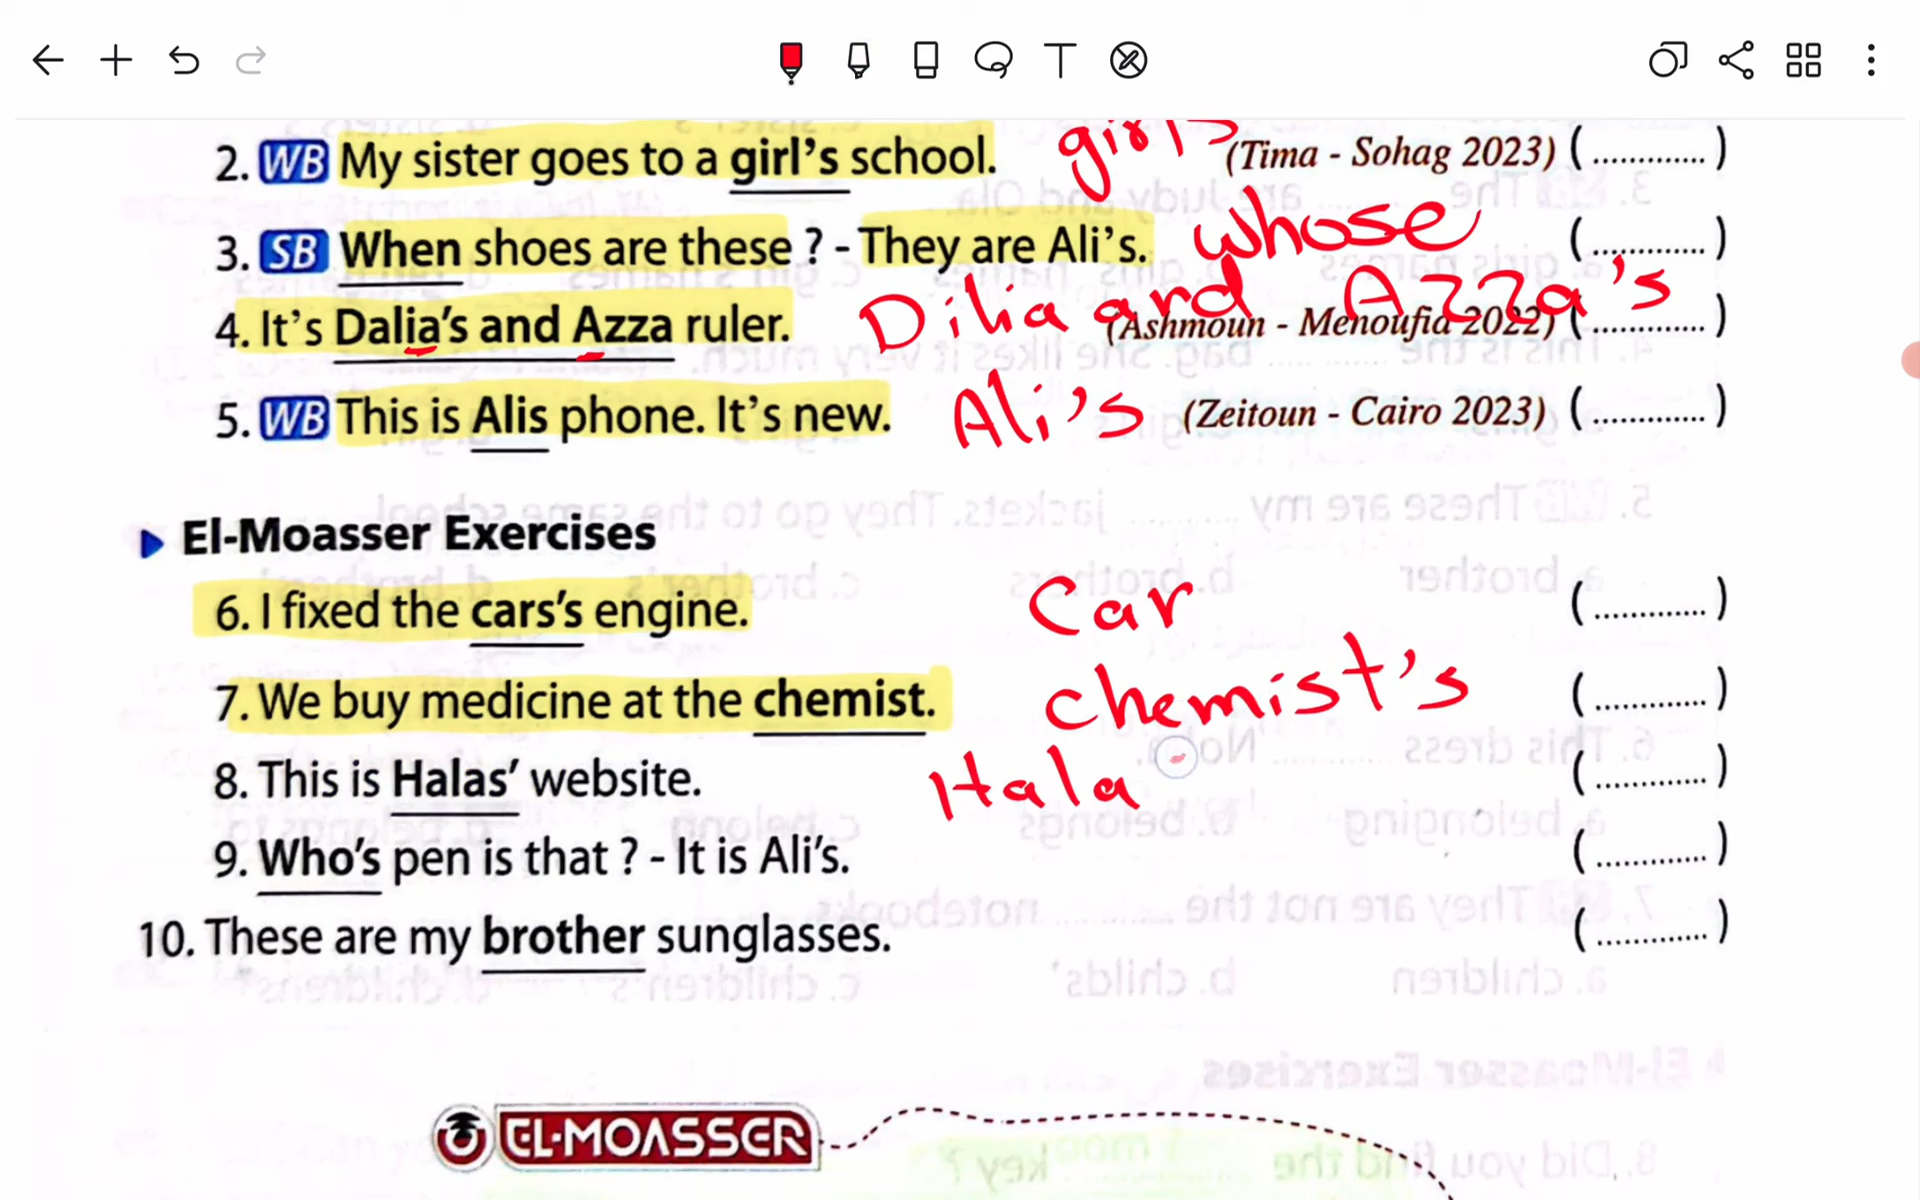 2. WB My sister goes to a girl's school. girls (Tima - Sohag 2023) (.............)
3. SB When shoes are these ? - They are Ali's. whose (............)
4. It's Dalia's and Azza ruler. Dilia and Azza's (Ashmoun - Menoufia 2022) (.............)
5. WB This is Alis phone. It's new. Ali's (Zeitoun - Cairo 2023) (.............)
El-Moasser Exercises
6. I fixed the cars's engine. Car (.............)
7. We buy medicine at the chemist. chemist's (.............)
8. This is Halas' website. Hala (.............)
9. Who's pen is that ? - It is Ali's. (.............)
10. These are my brother sunglasses. (.............)
EL-MOASSER